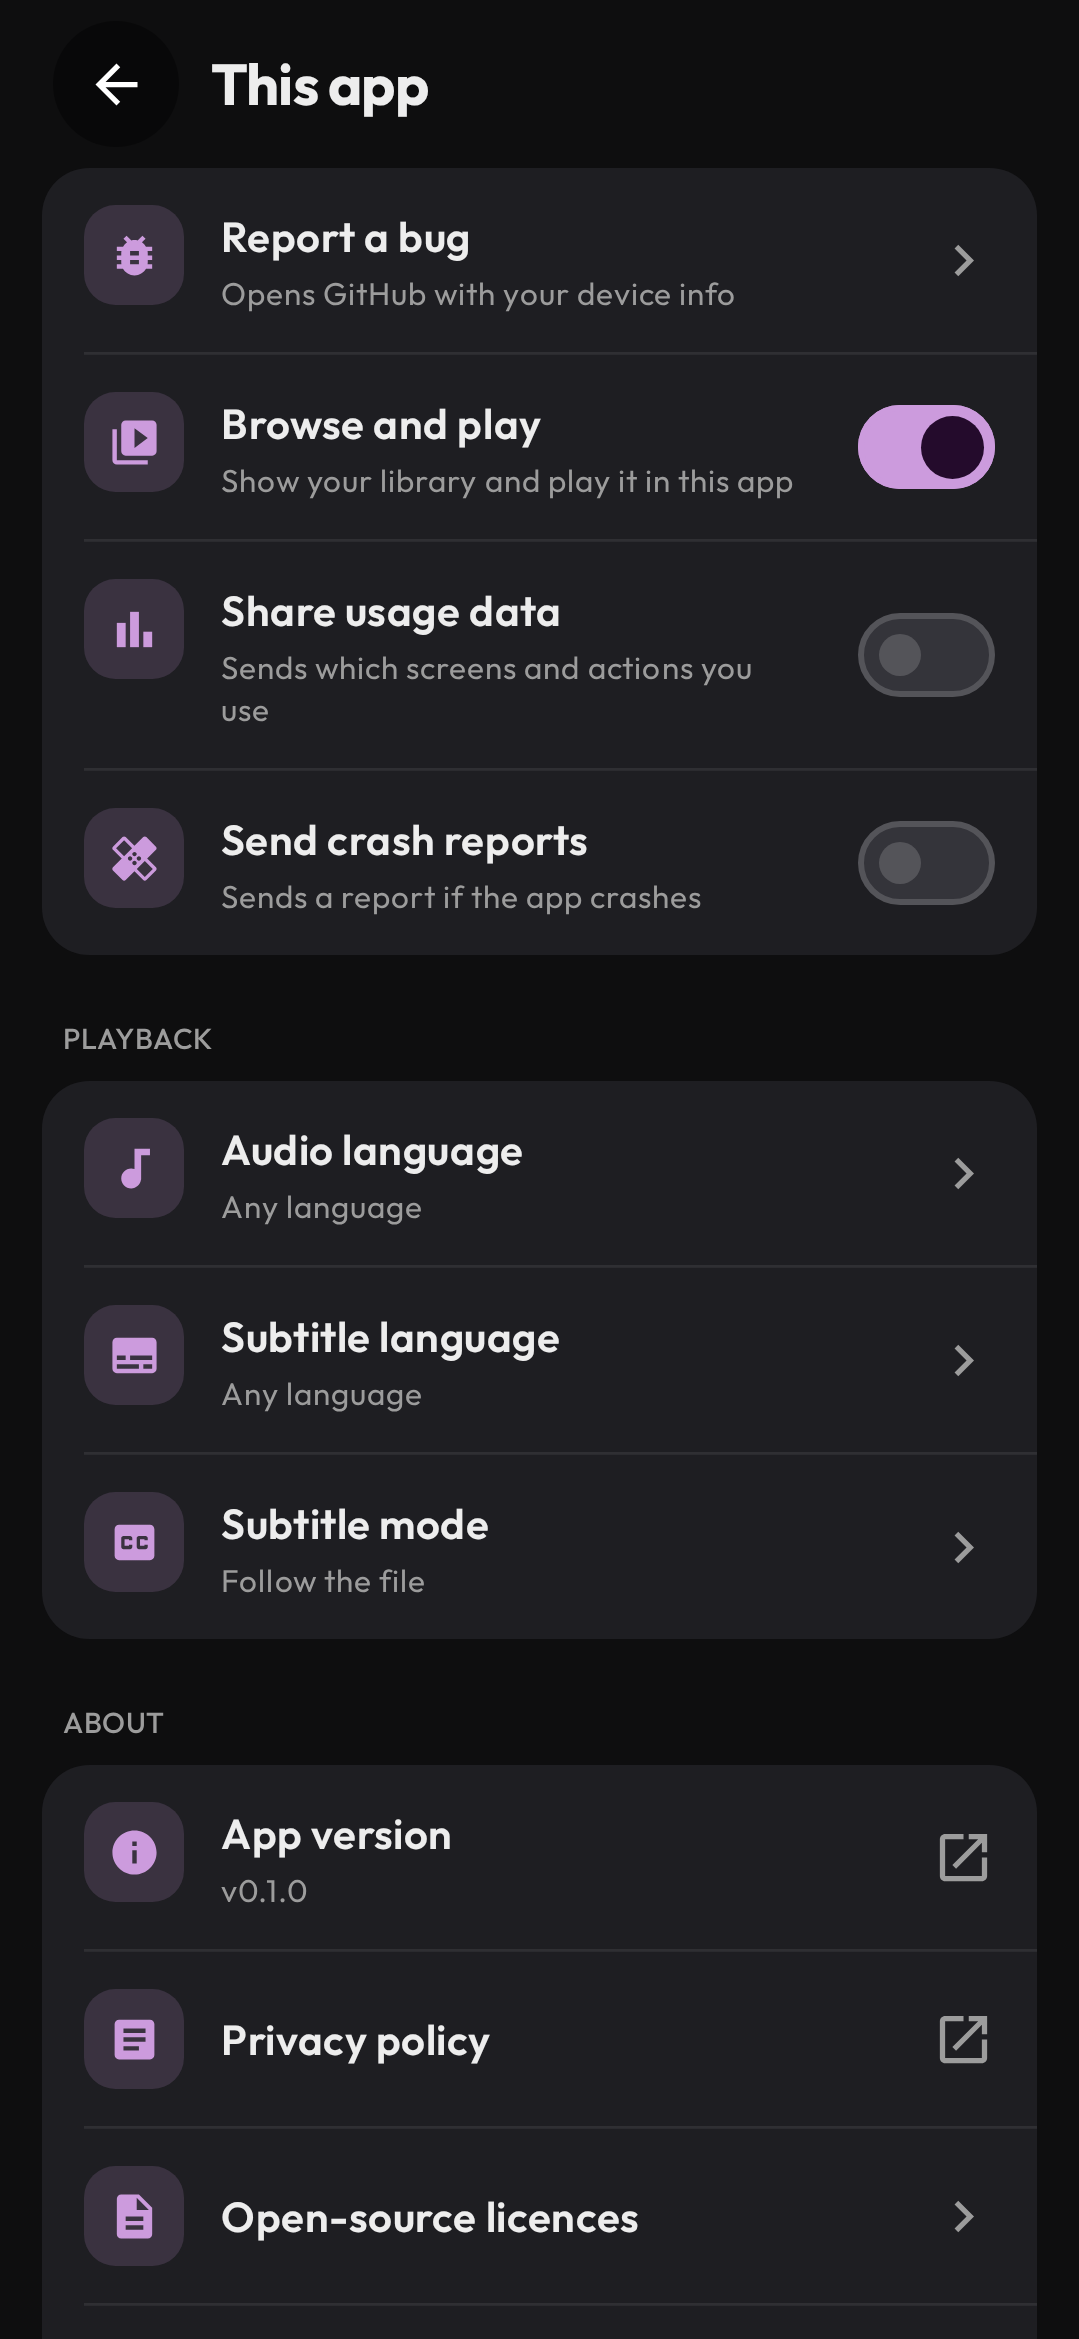 This app
Report a bug
Opens GitHub with your device info
Browse and play
Show your library and play it in this app
Share usage data
Sends which screens and actions you
use
Send crash reports
Sends a report if the app crashes
PLAYBACK
Audio language
Any language
Subtitle language
Any language
CC
Subtitle mode
Follow the file
ABOUT
App version
v0.1.0
Privacy policy
Open-source licences